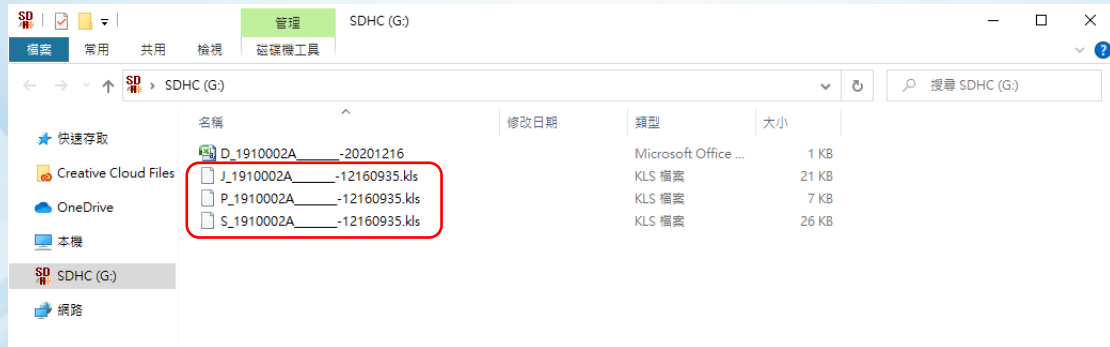 管理 SDHC (G:)
檔案 常用 共用 檢視 磁碟機工具
SDHC (G:) 搜尋 SDHC (G:)
名稱 修改日期 類型 大小
快速存取
Creative Cloud Files
OneDrive
本機
SDHC (G:)
網路
D_1910002A______-20201216 Microsoft Office ... 1 KB
J_1910002A______-12160935.kls KLS 檔案 21 KB
P_1910002A______-12160935.kls KLS 檔案 7 KB
S_1910002A______-12160935.kls KLS 檔案 26 KB